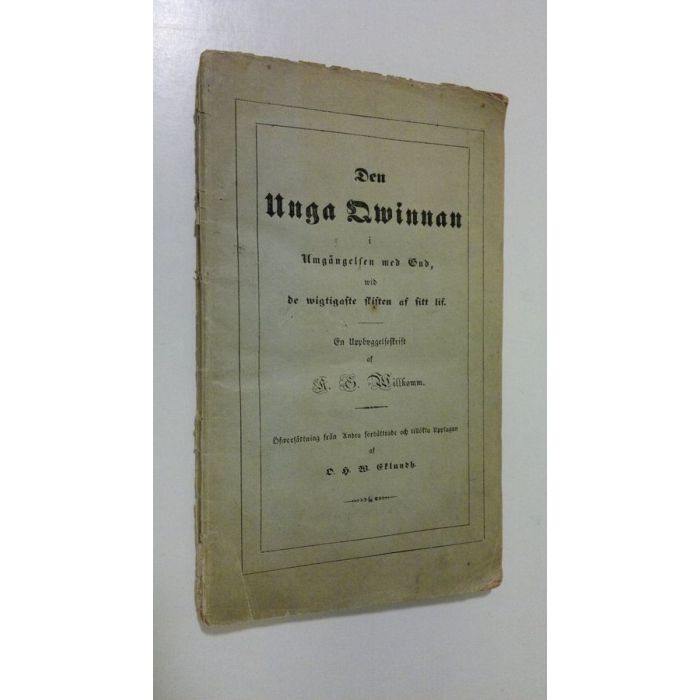 Den
Unga Qwinnan
i
Umgängelsen med Gud,
wid
de wigtigaste skiften af sitt lif.
En Uppbyggelseskrift
af
K. G. Willkomm.
Öfwersättning från Andra förbättrade och tillökta Upplagan
af
O. H. W. Eklundh.